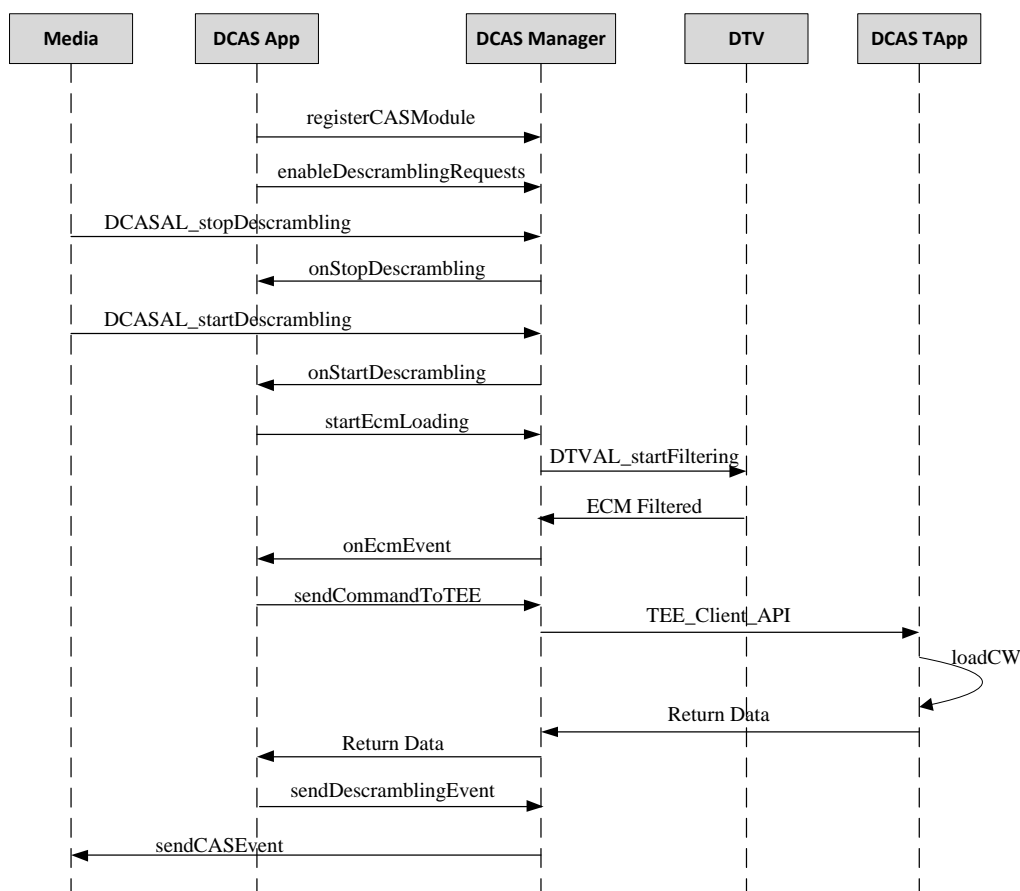 Media
DCAS App
DCAS Manager
DTV
DCAS TApp
registerCASModule
enableDescramblingRequests
DCASAL_stopDescrambling
onStopDescrambling
DCASAL_startDescrambling
onStartDescrambling
startEcmLoading
DTVAL_startFiltering
ECM Filtered
onEcmEvent
sendCommandToTEE
TEE_Client_API
loadCW
Return Data
Return Data
sendDescramblingEvent
sendCASEvent